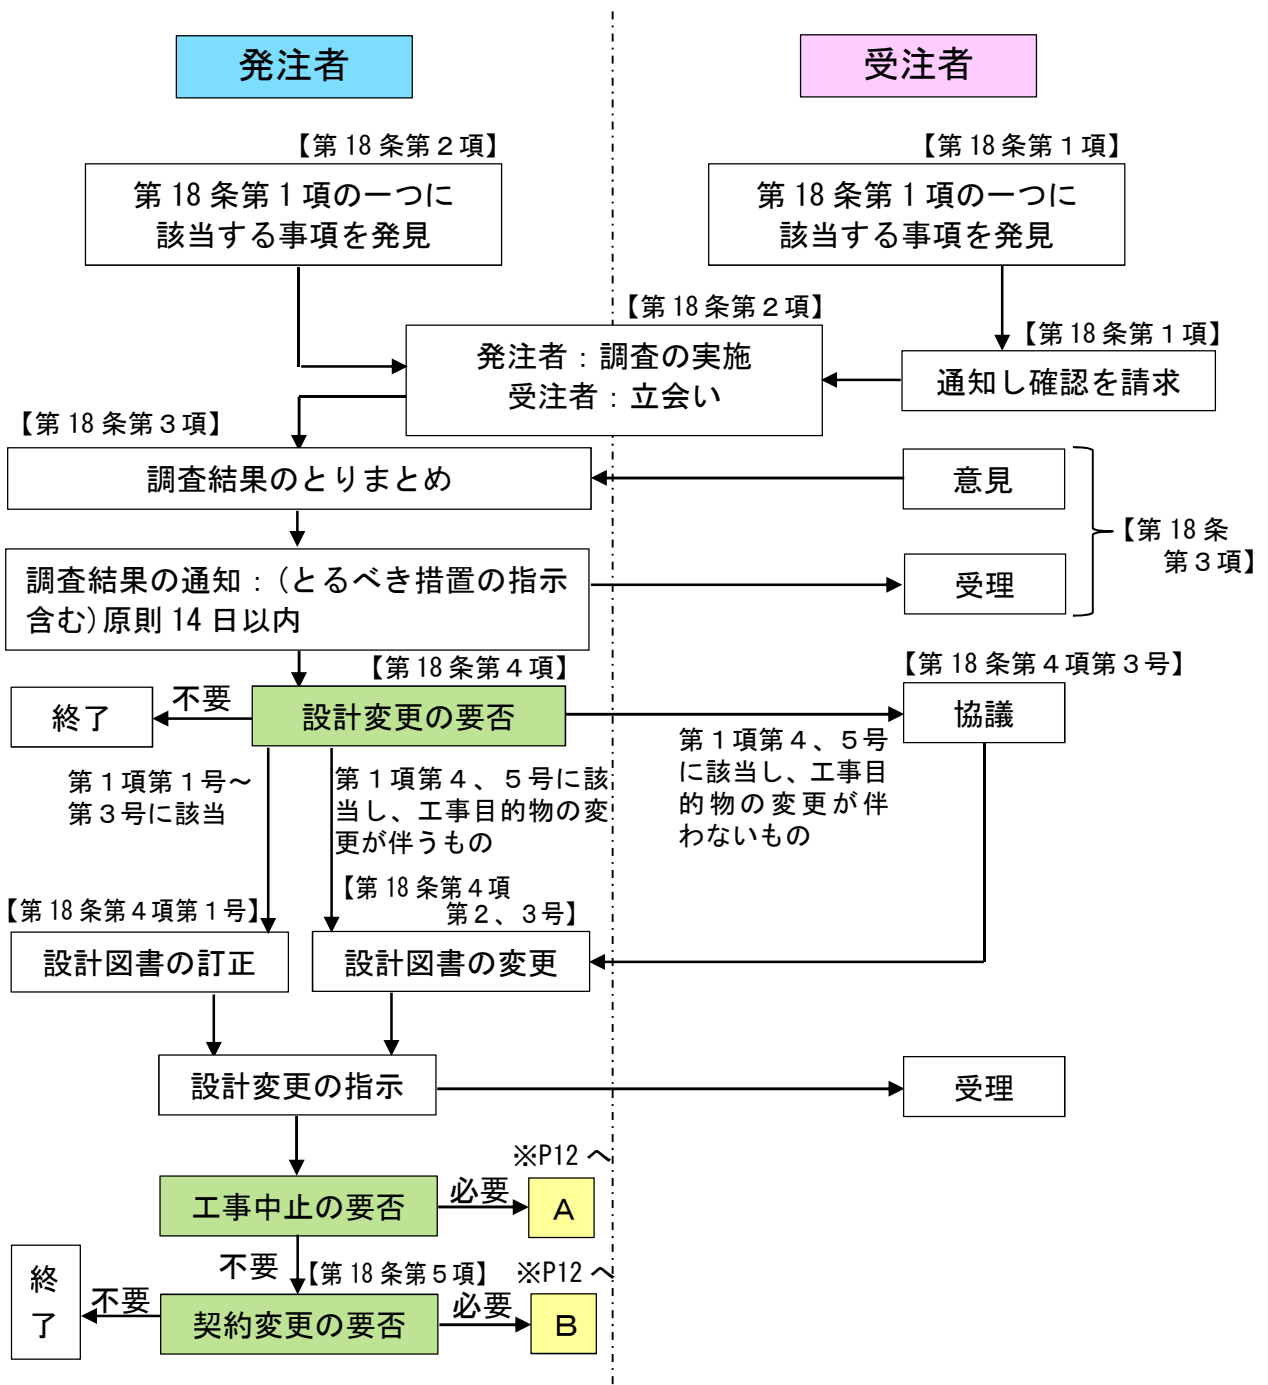 発注者
受注者
【第18条第２項】
【第18条第１項】
第18条第１項の一つに
該当する事項を発見
第18条第１項の一つに
該当する事項を発見
【第18条第２項】
【第18条第１項】
発注者：調査の実施
受注者：立会い
通知し確認を請求
【第18条第３項】
調査結果のとりまとめ
意見
【第18条
第３項】
調査結果の通知：(とるべき措置の指示
含む)原則14日以内
受理
【第18条第４項】
【第18条第４項第３号】
終了
不要
設計変更の要否
協議
第１項第１号～
第３号に該当
第１項第４、５号に該
当し、工事目的物の変
更が伴うもの
第１項第４、５号
に該当し、工事目
的物の変更が伴
わないもの
【第18条第４項第１号】
【第18条第４項
第２、３号】
設計図書の訂正
設計図書の変更
設計変更の指示
受理
※P12へ
工事中止の要否
必要
Ａ
不要
【第18条第５項】
※P12へ
終
了
不要
契約変更の要否
必要
Ｂ